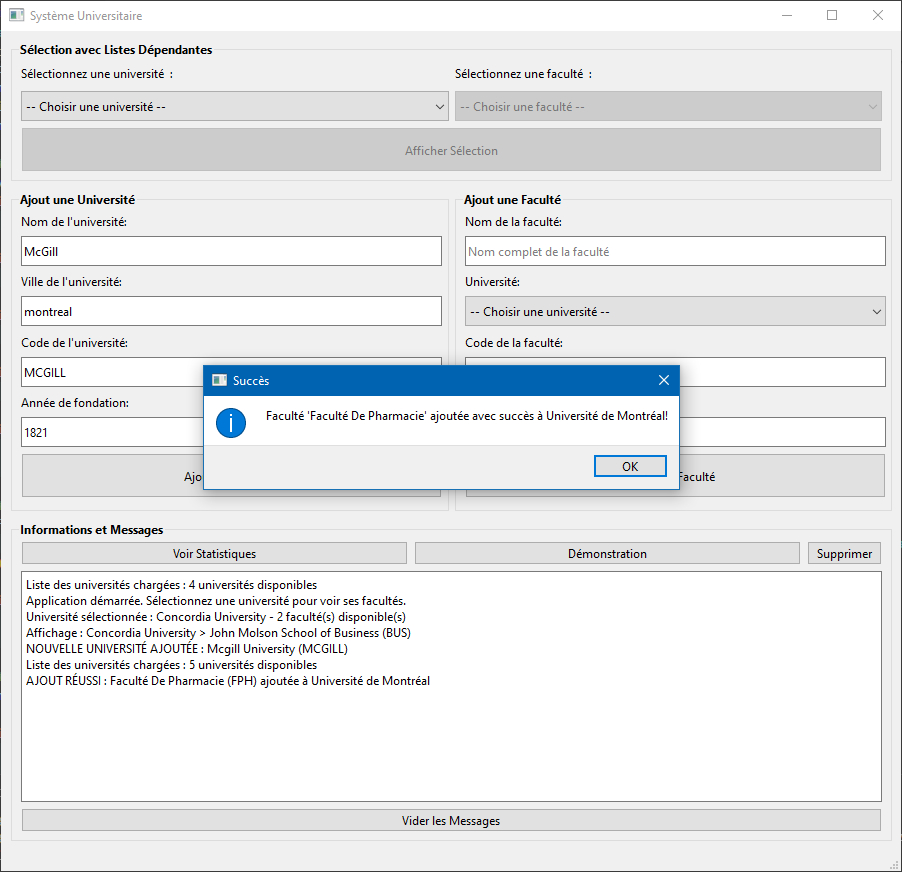 Système Universitaire
Sélection avec Listes Dépendantes
Sélectionnez une université :
Sélectionnez une faculté :
-- Choisir une université --
-- Choisir une faculté --
Afficher Sélection
Ajout une Université
Ajout une Faculté
Nom de l'université:
Nom de la faculté:
McGill
Nom complet de la faculté
Ville de l'université:
Université:
montreal
-- Choisir une université --
Code de l'université:
Code de la faculté:
MCGILL
Succès
Année de fondation:
Faculté 'Faculté De Pharmacie' ajoutée avec succès à Université de Montréal!
1821
OK
Ajo
Faculté
Informations et Messages
Voir Statistiques
Démonstration
Supprimer
Liste des universités chargées : 4 universités disponibles
Application démarrée. Sélectionnez une université pour voir ses facultés.
Université sélectionnée : Concordia University - 2 faculté(s) disponible(s)
Affichage : Concordia University > John Molson School of Business (BUS)
NOUVELLE UNIVERSITÉ AJOUTÉE : Mcgill University (MCGILL)
Liste des universités chargées : 5 universités disponibles
AJOUT RÉUSSI : Faculté De Pharmacie (FPH) ajoutée à Université de Montréal
Vider les Messages